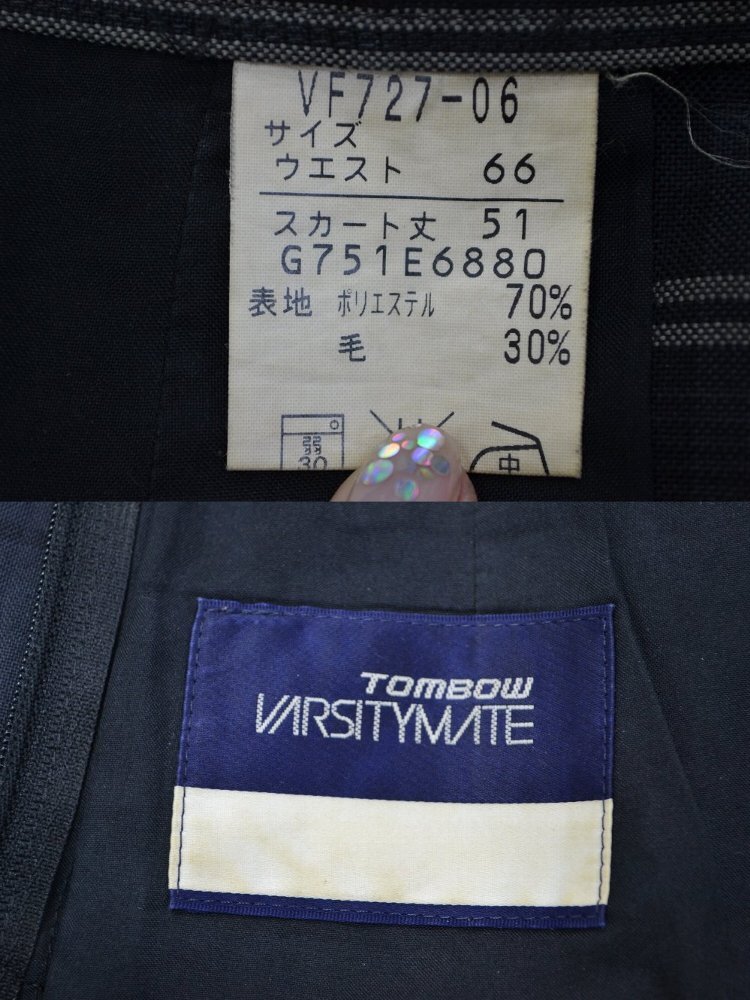 VF727-06
サイズ
ウエスト 66
スカート丈 51
G751E6880
表地 ポリエステル 70%
毛 30%
30
中
TOMBOW
VARSITYMATE